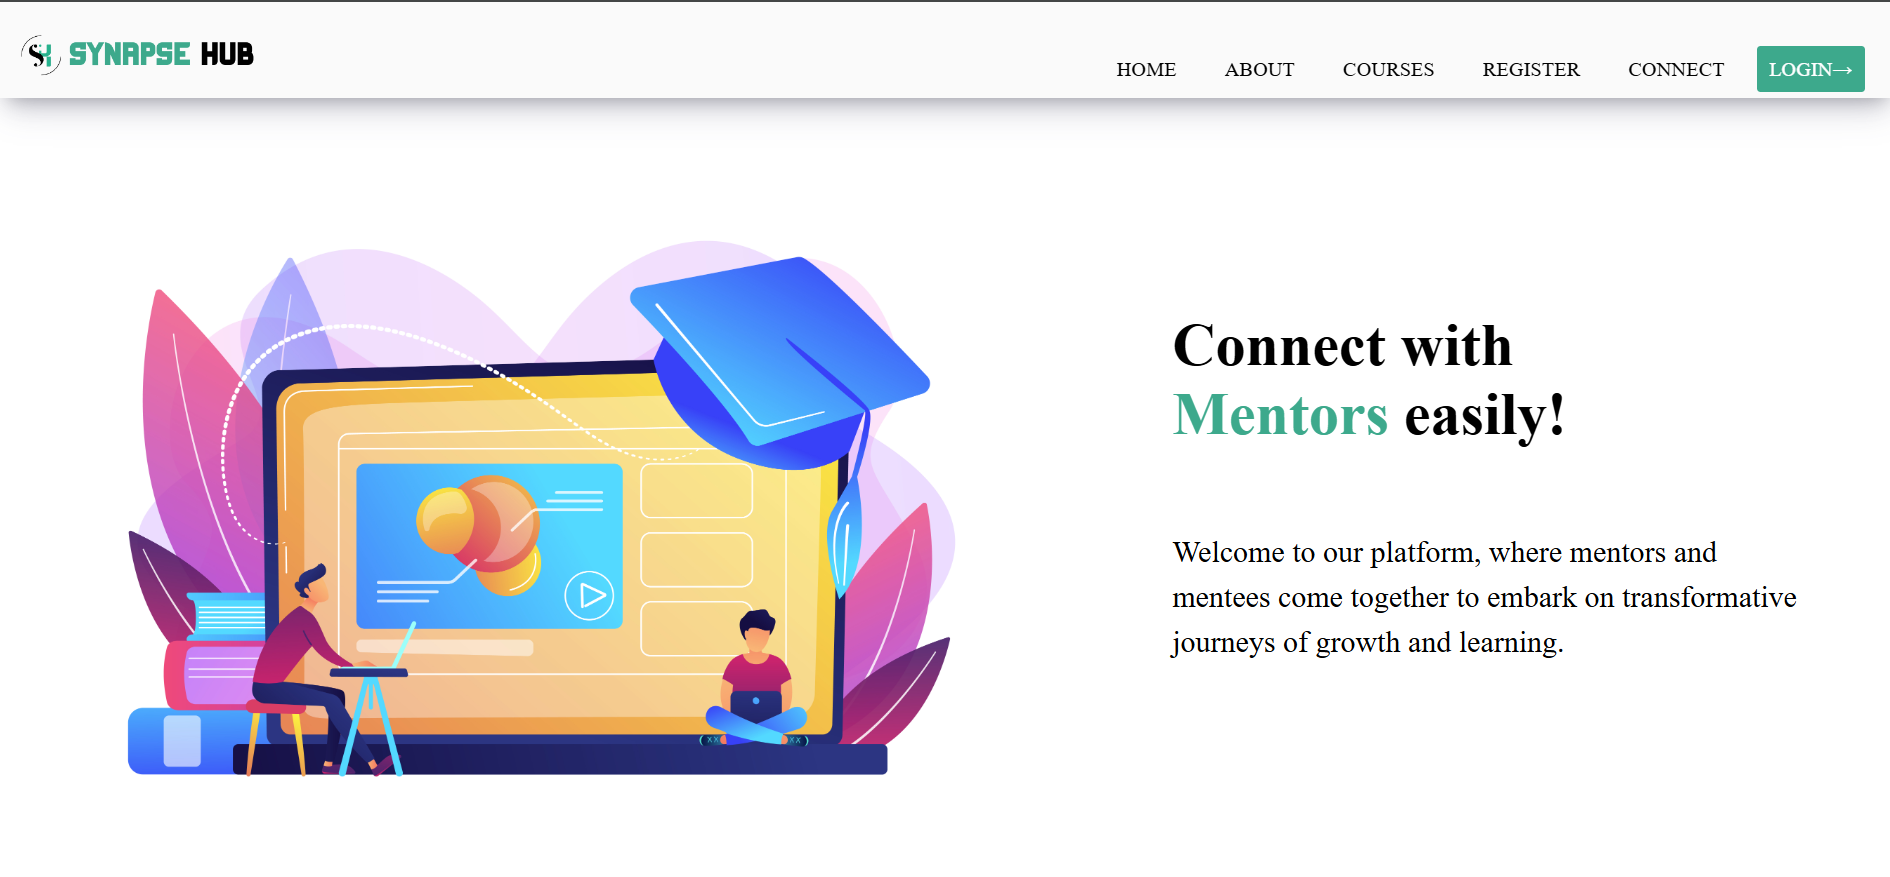 SYNAPSE HUB
HOME ABOUT COURSES REGISTER CONNECT LOGIN→
Connect with
Mentors easily!
Welcome to our platform, where mentors and
mentees come together to embark on transformative
journeys of growth and learning.